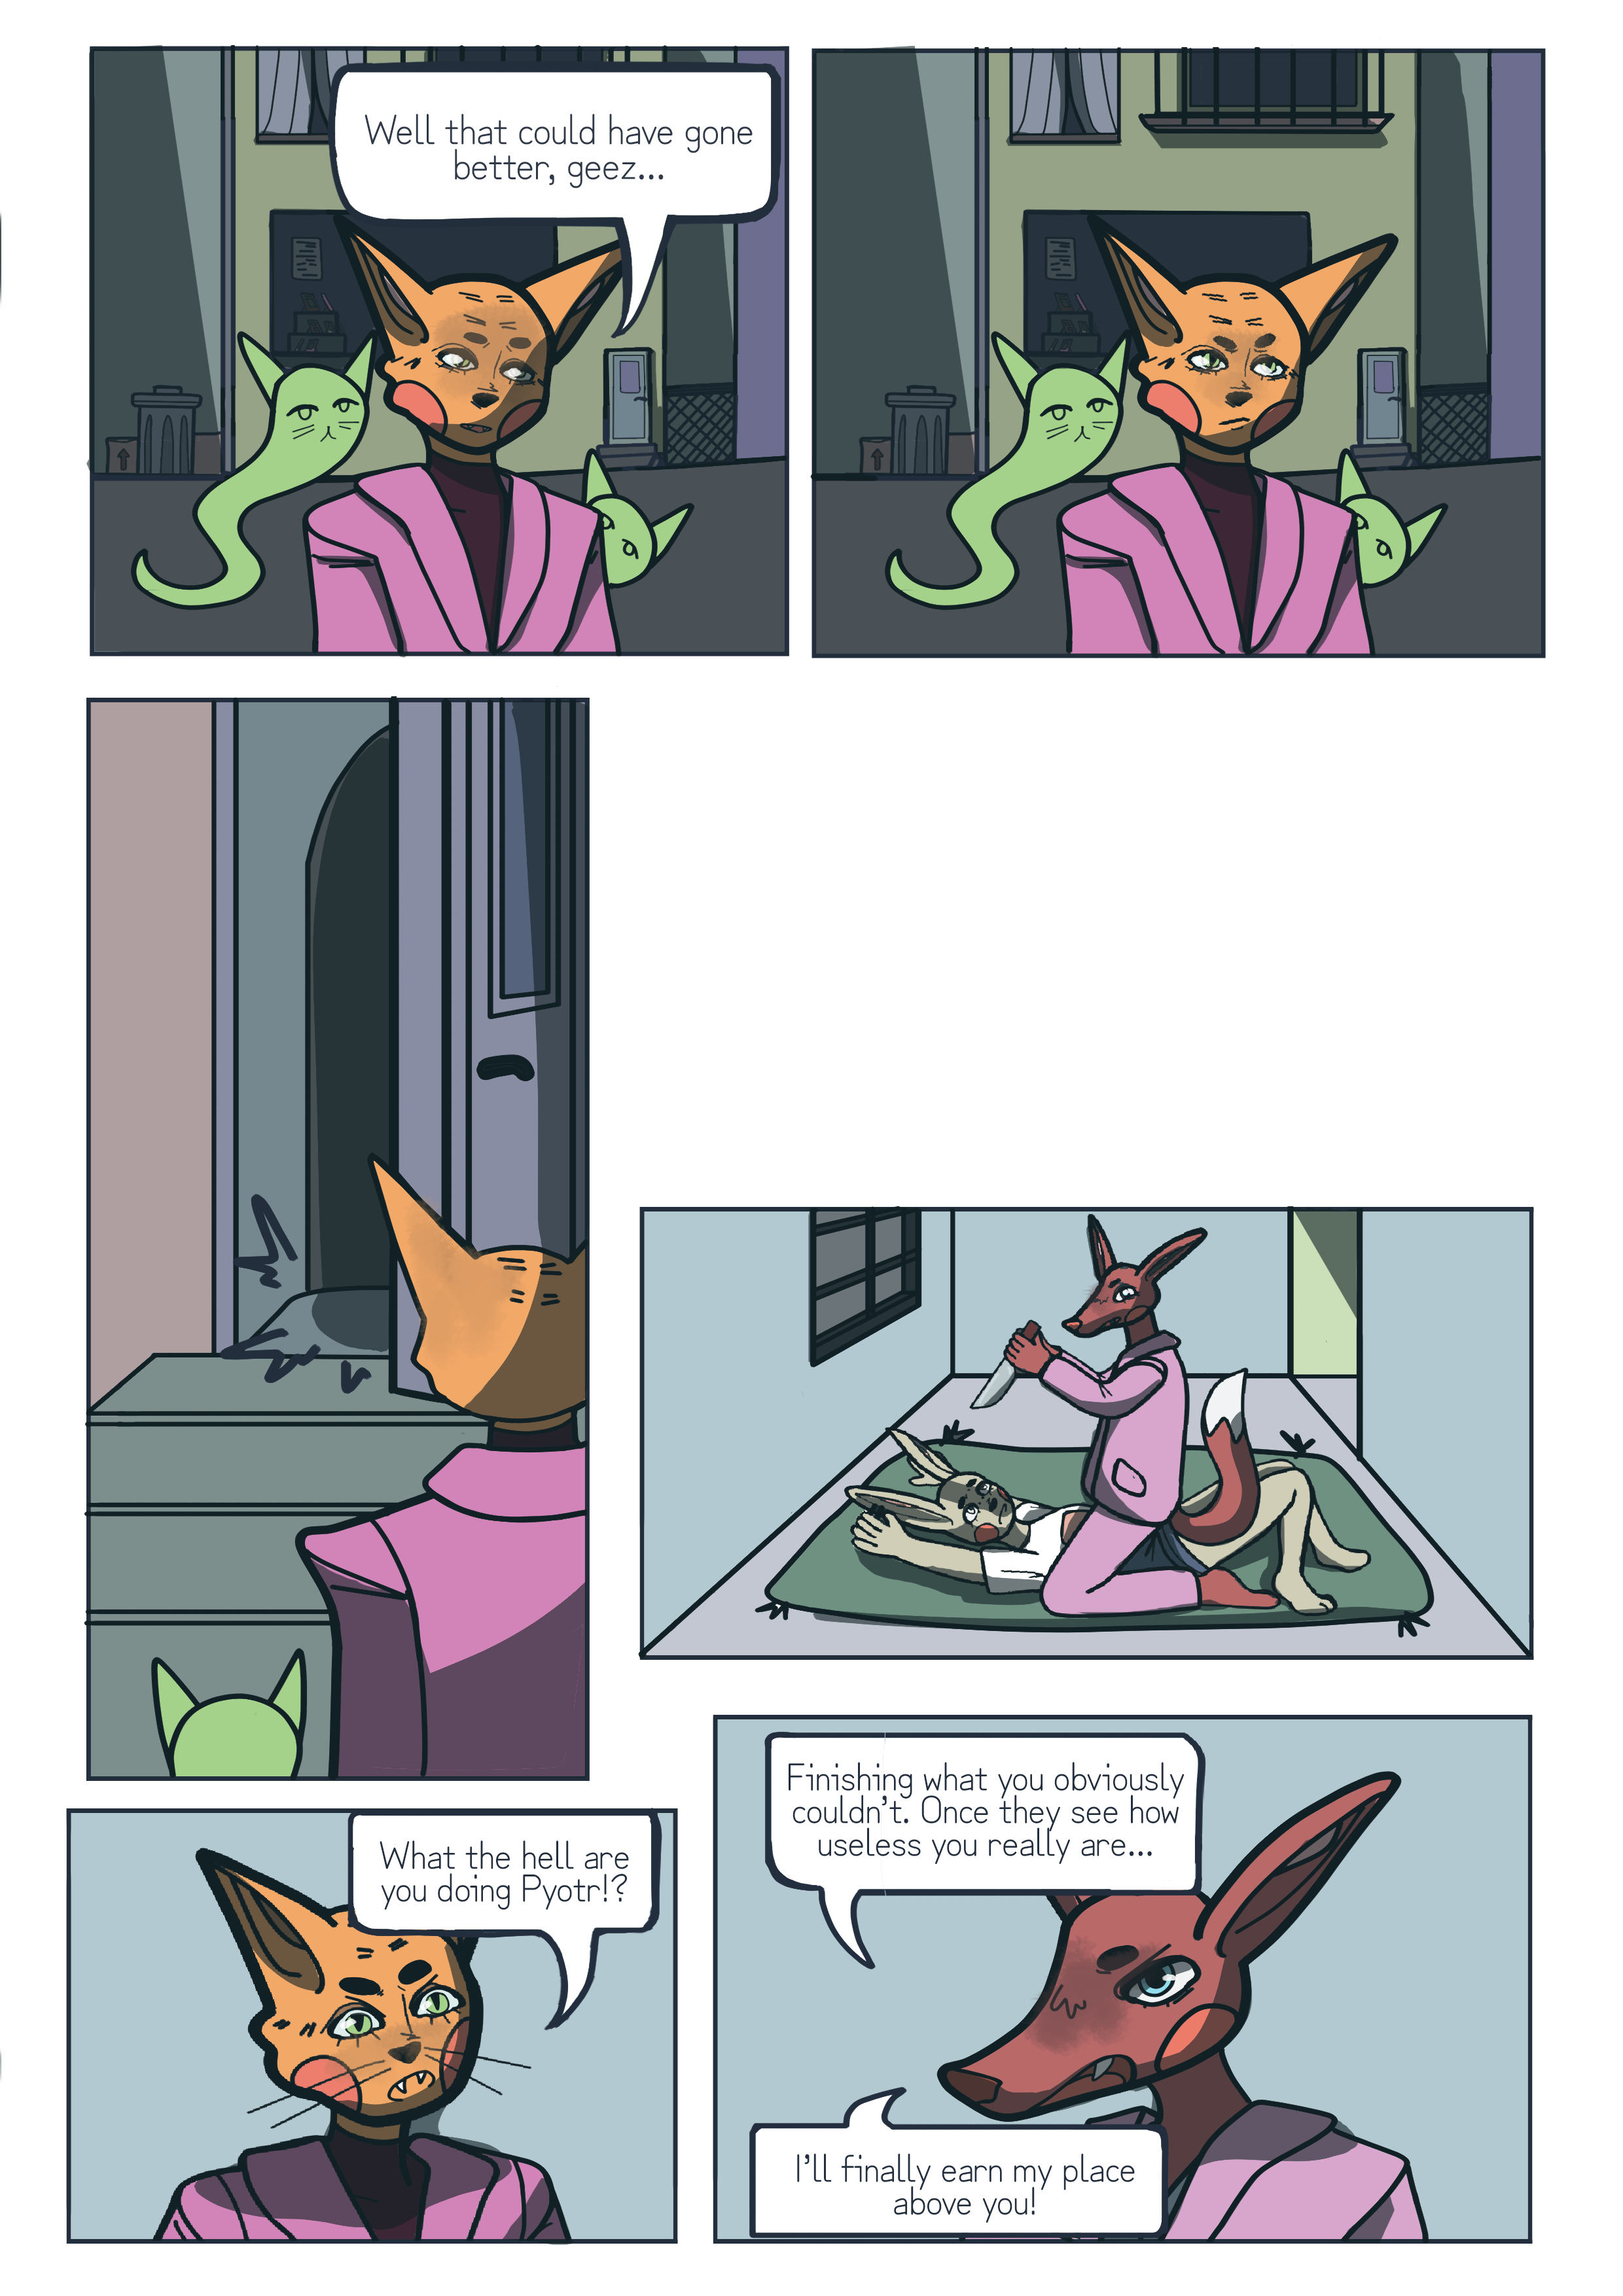 Well that could have gone
better, geez...
What the hell are
you doing Pyotr!?
Finishing what you obviously
couldn't. Once they see how
useless you really are...
I'll finally earn my place
above you!